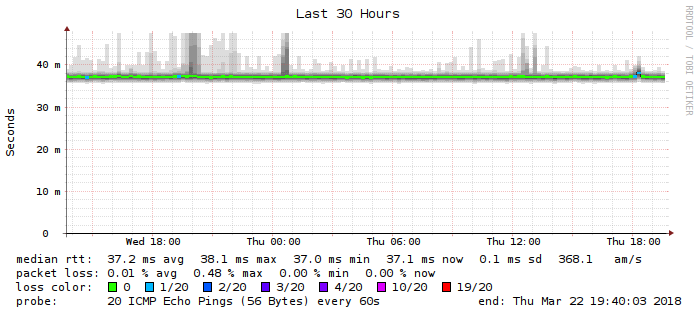 Last 30 Hours
RRDTOOL / TOBI OETIKER
Seconds
40 m
30 m
20 m
10 m
0
Wed 18:00 Thu 00:00 Thu 06:00 Thu 12:00 Thu 18:00
median rtt: 37.2 ms avg 38.1 ms max 37.0 ms min 37.1 ms now 0.1 ms sd 368.1 am/s
packet loss: 0.01 % avg 0.48 % max 0.00 % min 0.00 % now
loss color: 0 1/20 2/20 3/20 4/20 10/20 19/20
probe: 20 ICMP Echo Pings (56 Bytes) every 60s end: Thu Mar 22 19:40:03 2018